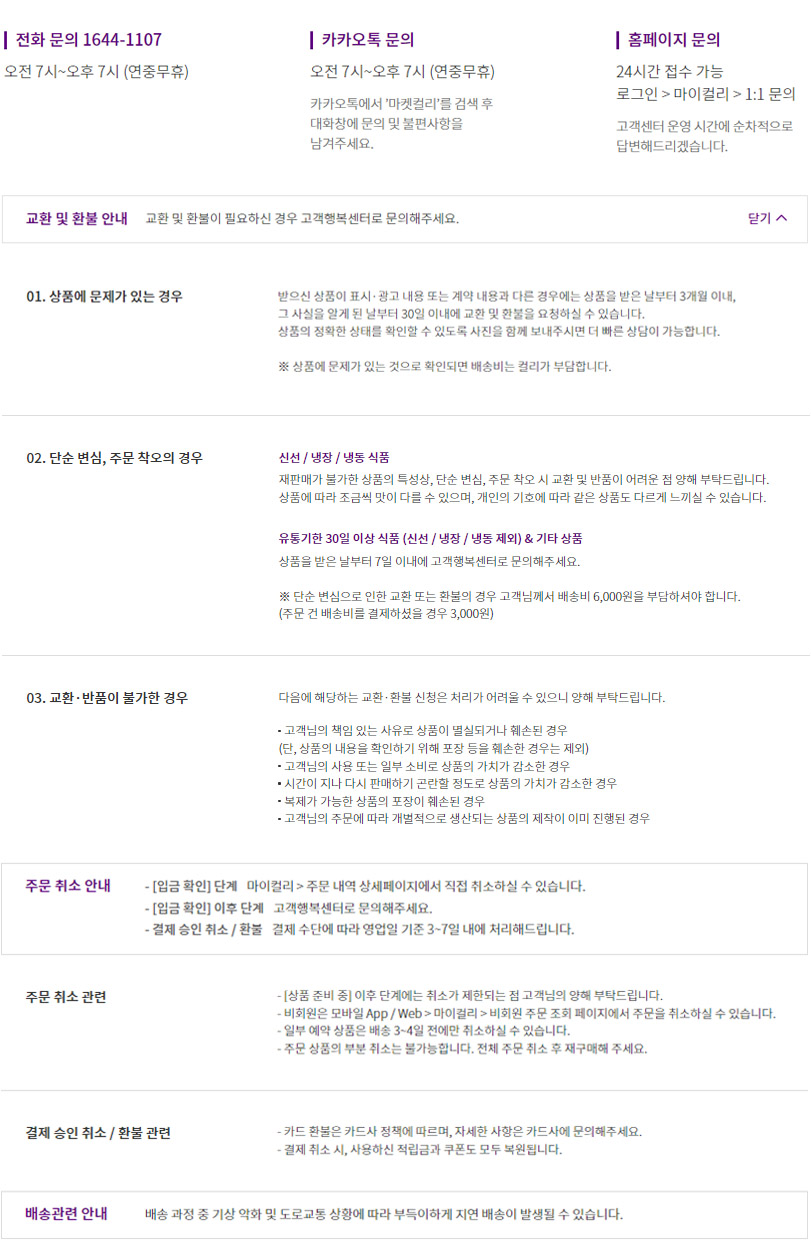 전화 문의 1644-1107
오전 7시~오후 7시 (연중무휴)
카카오톡 문의
오전 7시~오후 7시 (연중무휴)
카카오톡에서 '마켓컬리'를 검색 후
대화창에 문의 및 불편사항을
남겨주세요.
홈페이지 문의
24시간 접수 가능
로그인 > 마이컬리 > 1:1 문의
고객센터 운영 시간에 순차적으로
답변해드리겠습니다.
교환 및 환불 안내 교환 및 환불이 필요하신 경우 고객행복센터로 문의해주세요. 닫기
01. 상품에 문제가 있는 경우
받으신 상품이 표시·광고 내용 또는 계약 내용과 다른 경우에는 상품을 받은 날부터 3개월 이내,
그 사실을 알게 된 날부터 30일 이내에 교환 및 환불을 요청하실 수 있습니다.
상품의 정확한 상태를 확인할 수 있도록 사진을 함께 보내주시면 더 빠른 상담이 가능합니다.
※ 상품에 문제가 있는 것으로 확인되면 배송비는 컬리가 부담합니다.
02. 단순 변심, 주문 착오의 경우
신선 / 냉장 / 냉동 식품
재판매가 불가한 상품의 특성상, 단순 변심, 주문 착오 시 교환 및 반품이 어려운 점 양해 부탁드립니다.
상품에 따라 조금씩 맛이 다를 수 있으며, 개인의 기호에 따라 같은 상품도 다르게 느끼실 수 있습니다.
유통기한 30일 이상 식품 (신선 / 냉장 / 냉동 제외) & 기타 상품
상품을 받은 날부터 7일 이내에 고객행복센터로 문의해주세요.
※ 단순 변심으로 인한 교환 또는 환불의 경우 고객님께서 배송비 6,000원을 부담하셔야 합니다.
(주문 건 배송비를 결제하셨을 경우 3,000원)
03. 교환·반품이 불가한 경우
다음에 해당하는 교환·환불 신청은 처리가 어려울 수 있으니 양해 부탁드립니다.
• 고객님의 책임 있는 사유로 상품이 멸실되거나 훼손된 경우
(단, 상품의 내용을 확인하기 위해 포장 등을 훼손한 경우는 제외)
• 고객님의 사용 또는 일부 소비로 상품의 가치가 감소한 경우
• 시간이 지나 다시 판매하기 곤란할 정도로 상품의 가치가 감소한 경우
• 복제가 가능한 상품의 포장이 훼손된 경우
• 고객님의 주문에 따라 개별적으로 생산되는 상품의 제작이 이미 진행된 경우
주문 취소 안내
- [입금 확인] 단계 마이컬리 > 주문 내역 상세페이지에서 직접 취소하실 수 있습니다.
- [입금 확인] 이후 단계 고객행복센터로 문의해주세요.
- 결제 승인 취소 / 환불 결제 수단에 따라 영업일 기준 3~7일 내에 처리해드립니다.
주문 취소 관련
- [상품 준비 중] 이후 단계에는 취소가 제한되는 점 고객님의 양해 부탁드립니다.
- 비회원은 모바일 App / Web > 마이컬리 > 비회원 주문 조회 페이지에서 주문을 취소하실 수 있습니다.
- 일부 예약 상품은 배송 3~4일 전에만 취소하실 수 있습니다.
- 주문 상품의 부분 취소는 불가능합니다. 전체 주문 취소 후 재구매해 주세요.
결제 승인 취소 / 환불 관련
- 카드 환불은 카드사 정책에 따르며, 자세한 사항은 카드사에 문의해주세요.
- 결제 취소 시, 사용하신 적립금과 쿠폰도 모두 복원됩니다.
배송관련 안내 배송 과정 중 기상 악화 및 도로교통 상황에 따라 부득이하게 지연 배송이 발생될 수 있습니다.